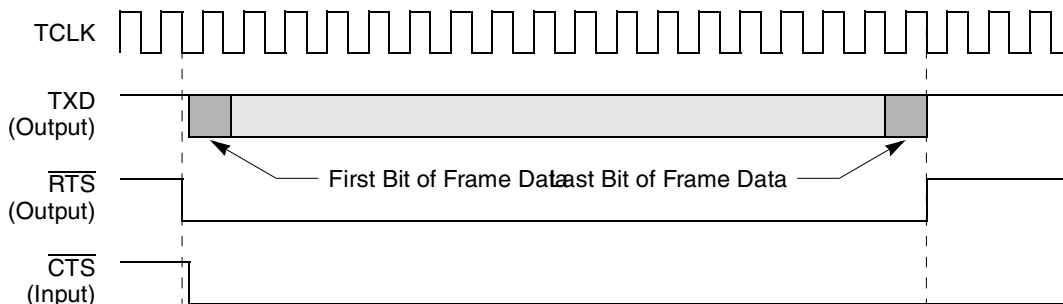 TCLK
TXD
(Output)
First Bit of Frame Data
Last Bit of Frame Data
RTS
(Output)
CTS
(Input)